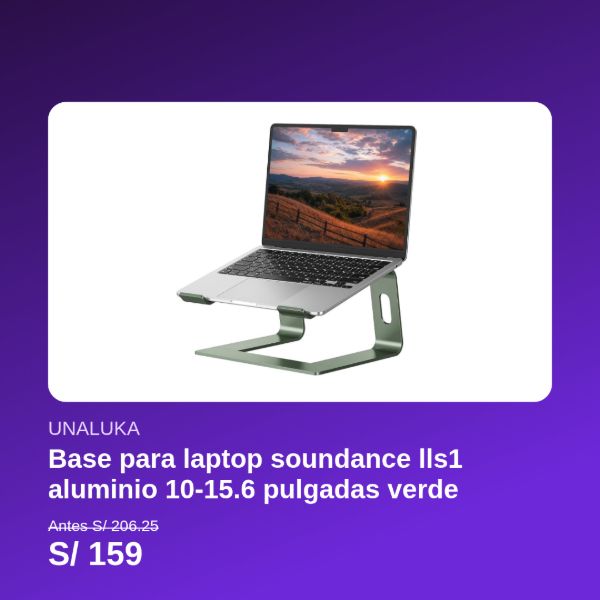 UNALUKA
Base para laptop soundance lls1
aluminio 10-15.6 pulgadas verde
Antes S/ 206.25
S/ 159